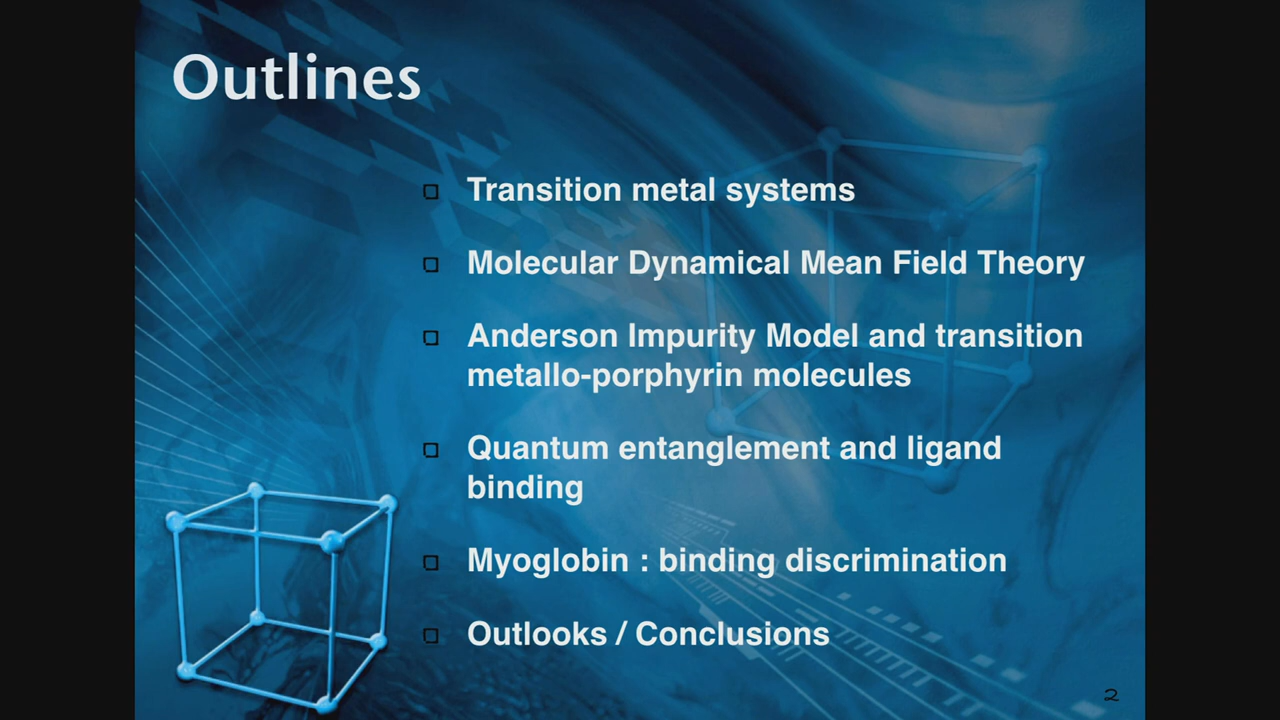 Outlines
Transition metal systems
Molecular Dynamical Mean Field Theory
Anderson Impurity Model and transition
metallo-porphyrin molecules
Quantum entanglement and ligand
binding
Myoglobin : binding discrimination
Outlooks / Conclusions
2